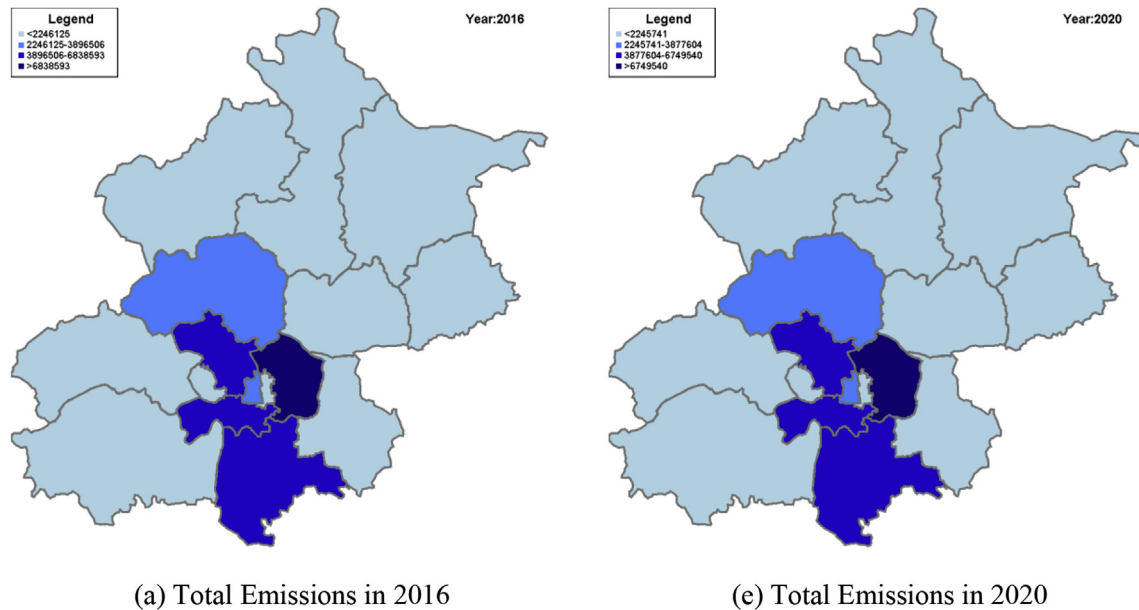 Legend
<2246125
2246125-3896506
3896506-6838593
>6838593
Year:2016
Legend
<2245741
2245741-3877604
3877604-6749540
>6749540
Year:2020
(a) Total Emissions in 2016
(e) Total Emissions in 2020